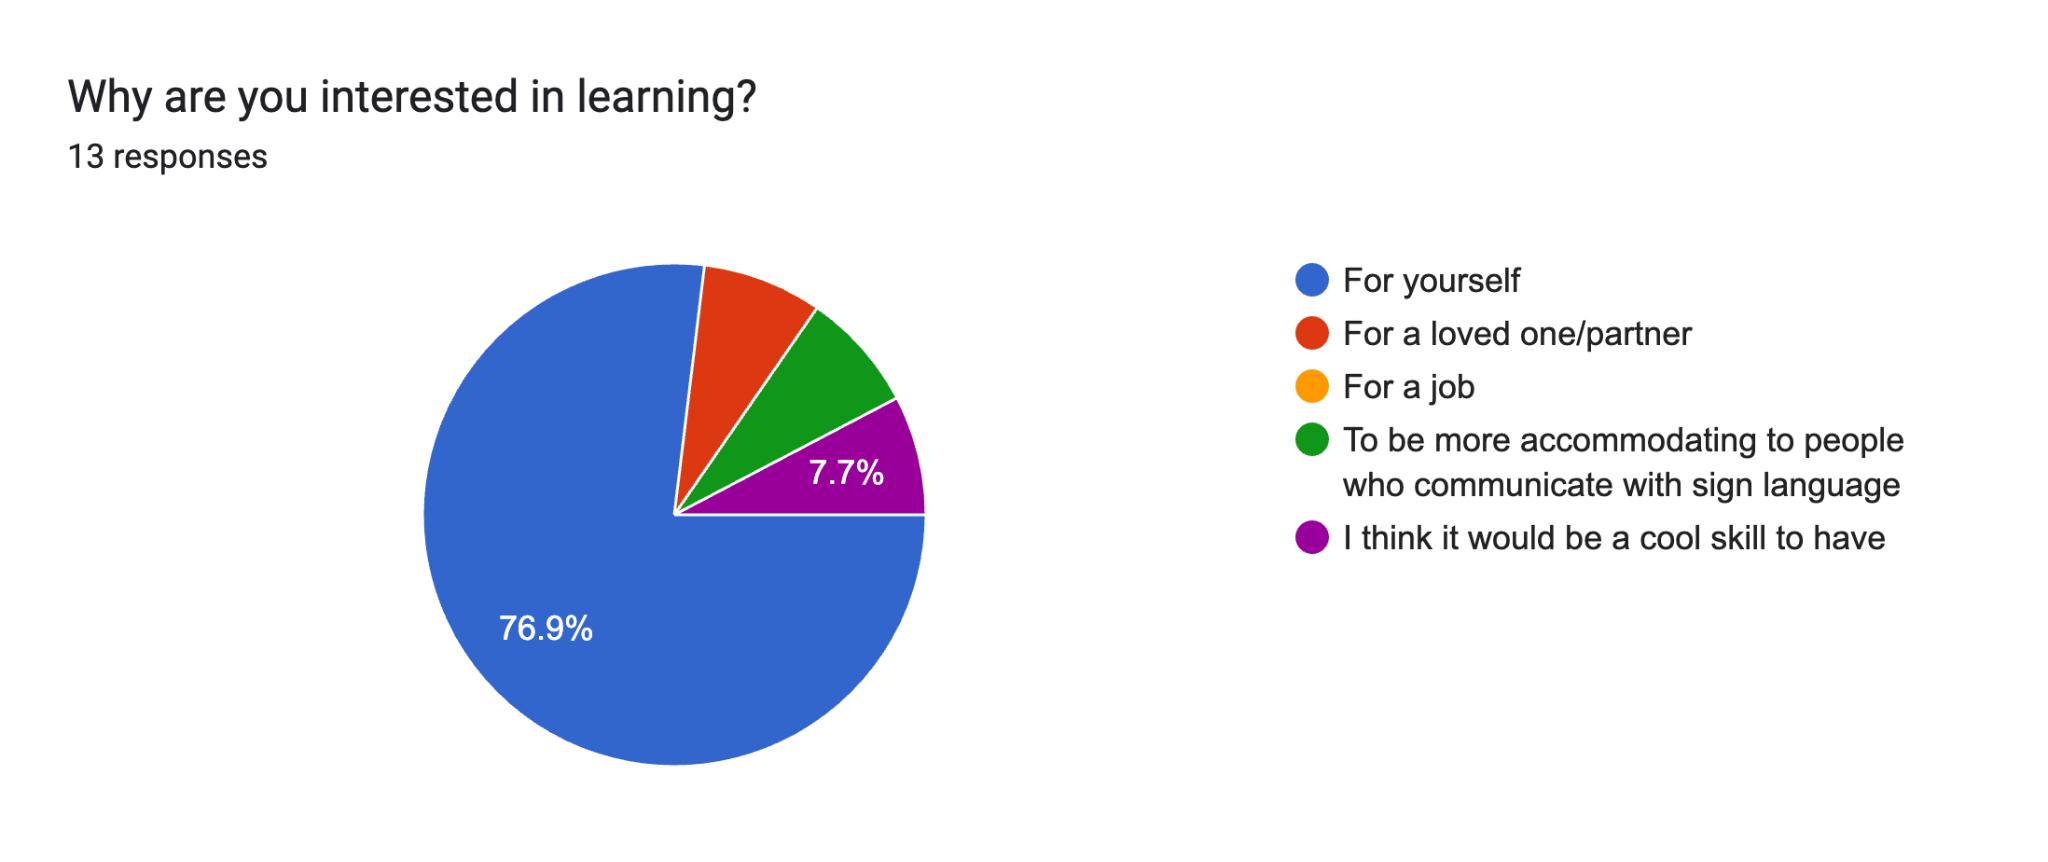 Why are you interested in learning?
13 responses
For yourself
For a loved one/partner
For a job
To be more accommodating to people
who communicate with sign language
I think it would be a cool skill to have
7.7%
76.9%